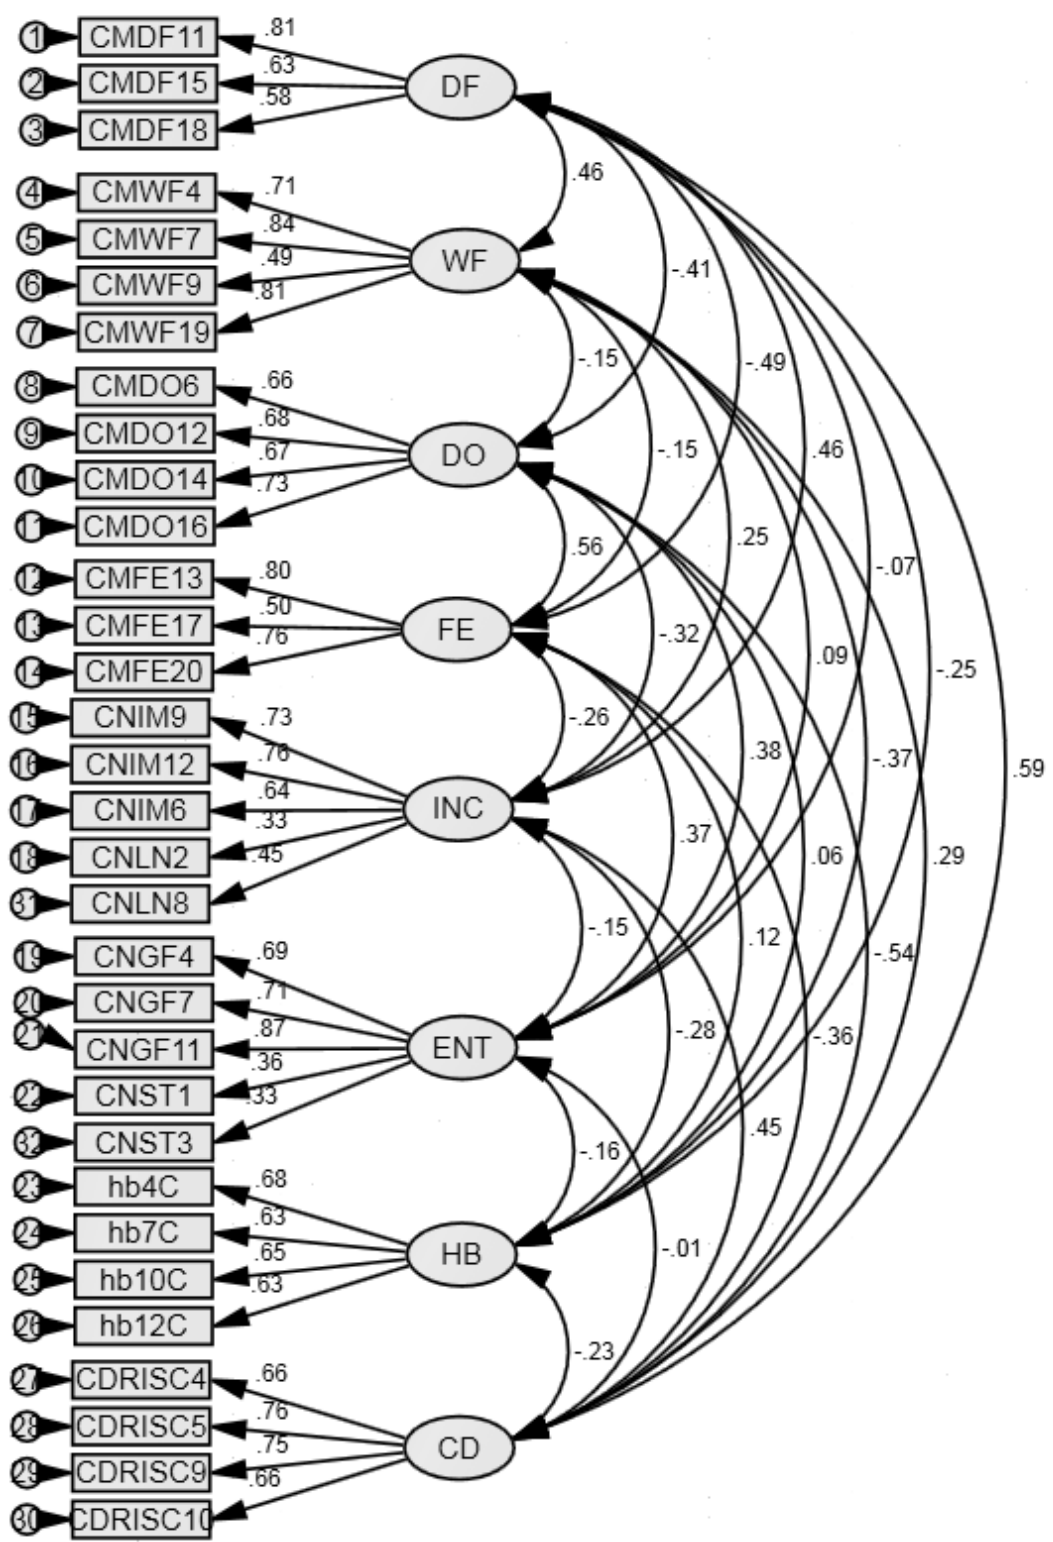 1 CMDF11 .81
2 CMDF15 .63
3 CMDF18 .58
DF
4 CMWF4 .71
5 CMWF7 .84
6 CMWF9 .49
7 CMWF19 .81
WF
8 CMDO6 .66
9 CMDO12 .68
10 CMDO14 .67
11 CMDO16 .73
DO
12 CMFE13 .80
13 CMFE17 .50
14 CMFE20 .76
FE
15 CNIM9 .73
16 CNIM12 .76
17 CNIM6 .64
18 CNLN2 .33
31 CNLN8 .45
INC
19 CNGF4 .69
20 CNGF7 .71
21 CNGF11 .87
22 CNST1 .36
32 CNST3 .33
ENT
23 hb4C .68
24 hb7C .63
25 hb10C .65
26 hb12C .63
HB
27 CDRISC4 .66
28 CDRISC5 .76
29 CDRISC9 .75
30 CDRISC10 .66
CD
.46
-.41
-.15
-.49
-.15
.46
.25
.56
-.07
-.32
.09
-.25
-.26
.38
-.37
.59
.37
.06
.29
-.15
.12
-.54
-.28
-.36
.45
-.16
-.01
-.23